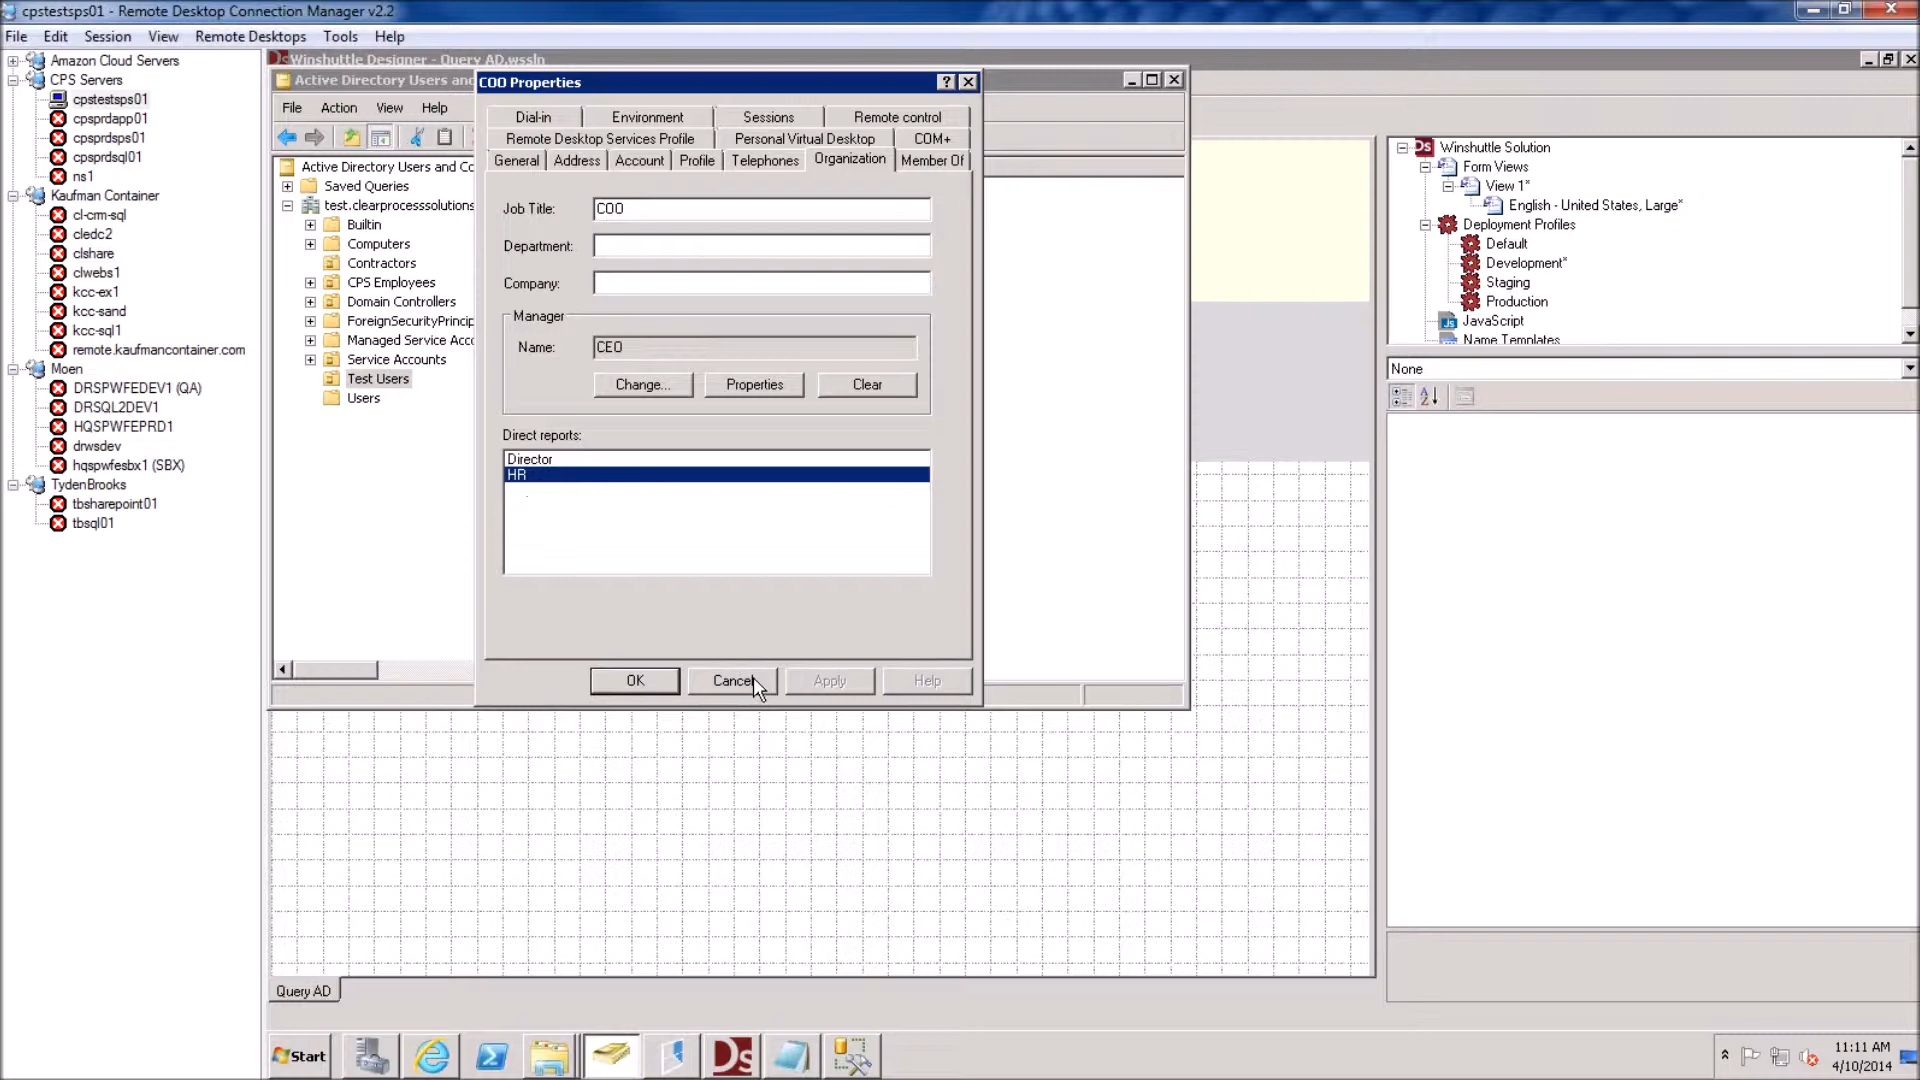 cpstestsps01 - Remote Desktop Connection Manager v2.2
File Edit Session View Remote Desktops Tools Help
Amazon Cloud Servers
CPS Servers
cpstestsps01
cpsprdapp01
cpsprdsps01
cpsprdsql01
ns1
Kaufman Container
cl-crm-sql
cledc2
clshare
clwebs1
kcc-ex1
kcc-sand
kcc-sql1
remote.kaufmancontainer.com
Moen
DRSPWFEDEV1 (QA)
DRSQL2DEV1
HQSPWFEPRD1
drwsdev
hqspwfesbx1 (SBX)
TydenBrooks
tbsharepoint01
tbsql01
Ds Winshuttle Designer - Query AD.wssln
Active Directory Users and
File Action View Help
Active Directory Users and Co
Saved Queries
test.clearprocesssolutions
Builtin
Computers
Contractors
CPS Employees
Domain Controllers
ForeignSecurityPrincip
Managed Service Acco
Service Accounts
Test Users
Users
COO Properties
Dial-in Environment Sessions Remote control
Remote Desktop Services Profile Personal Virtual Desktop COM+
General Address Account Profile Telephones Organization Member Of
Job Title: COO
Department:
Company:
Manager
Name: CEO
Change... Properties Clear
Direct reports:
Director
HR
OK Cancel Apply Help
Ds Winshuttle Solution
Form Views
View 1*
English - United States, Large*
Deployment Profiles
Default
Development*
Staging
Production
Js JavaScript
Name Templates
None
Query AD
Start
Ds
11:11 AM
4/10/2014